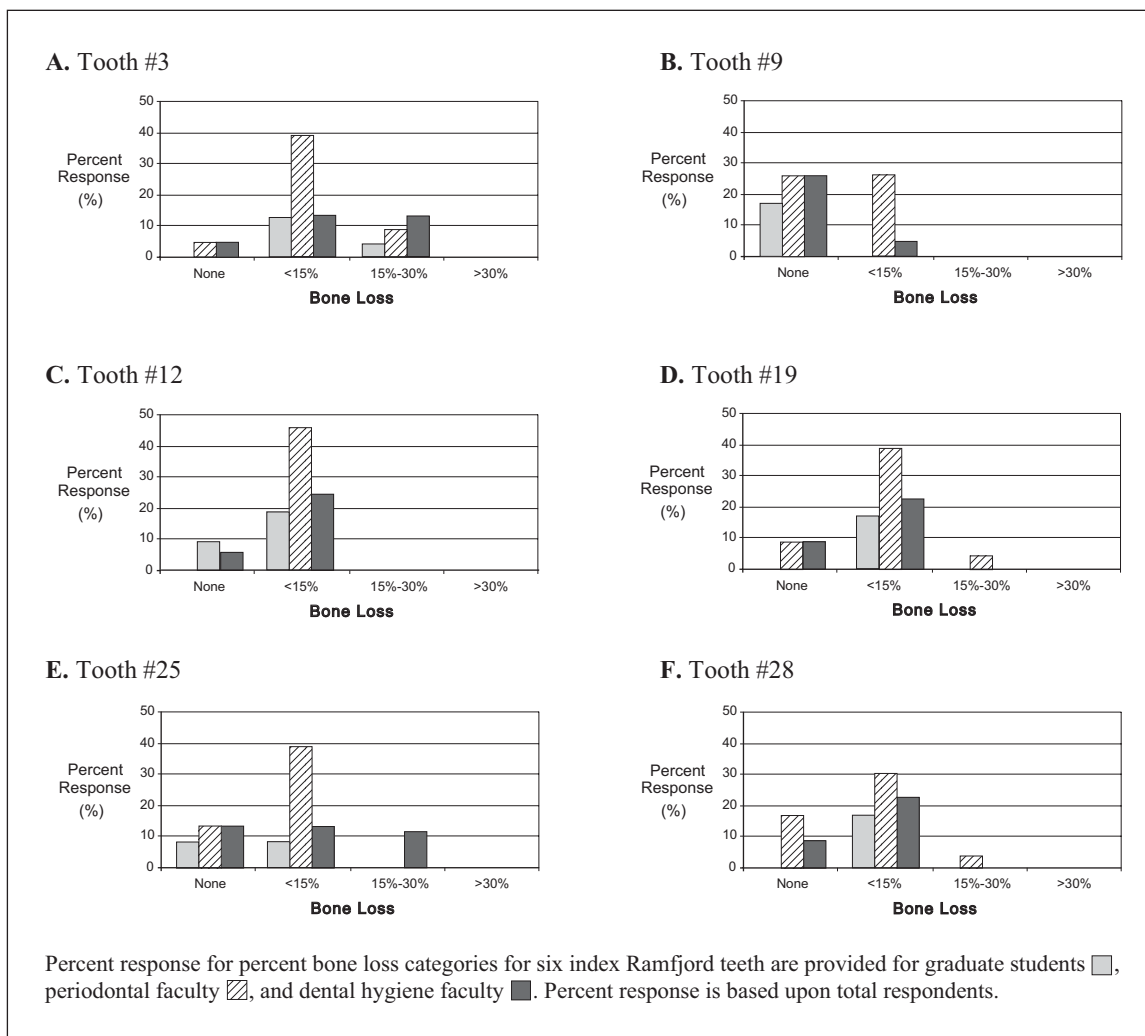 A. Tooth #3
50
40
30
20
10
0
Percent
Response
(%)
None <15% 15%-30% >30%
Bone Loss
B. Tooth #9
50
40
30
20
10
0
Percent
Response
(%)
None <15% 15%-30% >30%
Bone Loss
C. Tooth #12
50
40
30
20
10
0
Percent
Response
(%)
None <15% 15%-30% >30%
Bone Loss
D. Tooth #19
50
40
30
20
10
0
Percent
Response
(%)
None <15% 15%-30% >30%
Bone Loss
E. Tooth #25
50
40
30
20
10
0
Percent
Response
(%)
None <15% 15%-30% >30%
Bone Loss
F. Tooth #28
50
40
30
20
10
0
Percent
Response
(%)
None <15% 15%-30% >30%
Bone Loss
Percent response for percent bone loss categories for six index Ramfjord teeth are provided for graduate students ,
periodontal faculty , and dental hygiene faculty . Percent response is based upon total respondents.